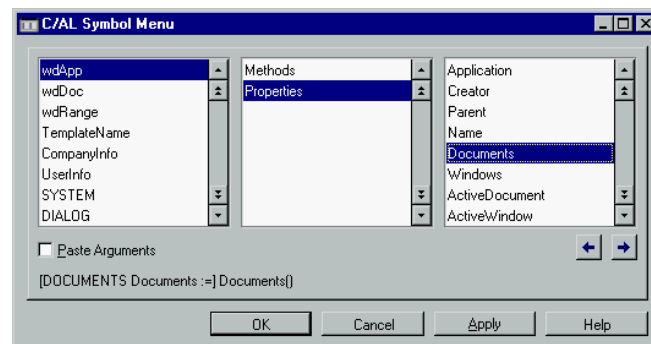 C/AL Symbol Menu
wdApp
wdDoc
wdRange
TemplateName
CompanyInfo
UserInfo
SYSTEM
DIALOG
Methods
Properties
Application
Creator
Parent
Name
Documents
Windows
ActiveDocument
ActiveWindow
Paste Arguments
[DOCUMENTS Documents :=] Documents()
OK Cancel Apply Help